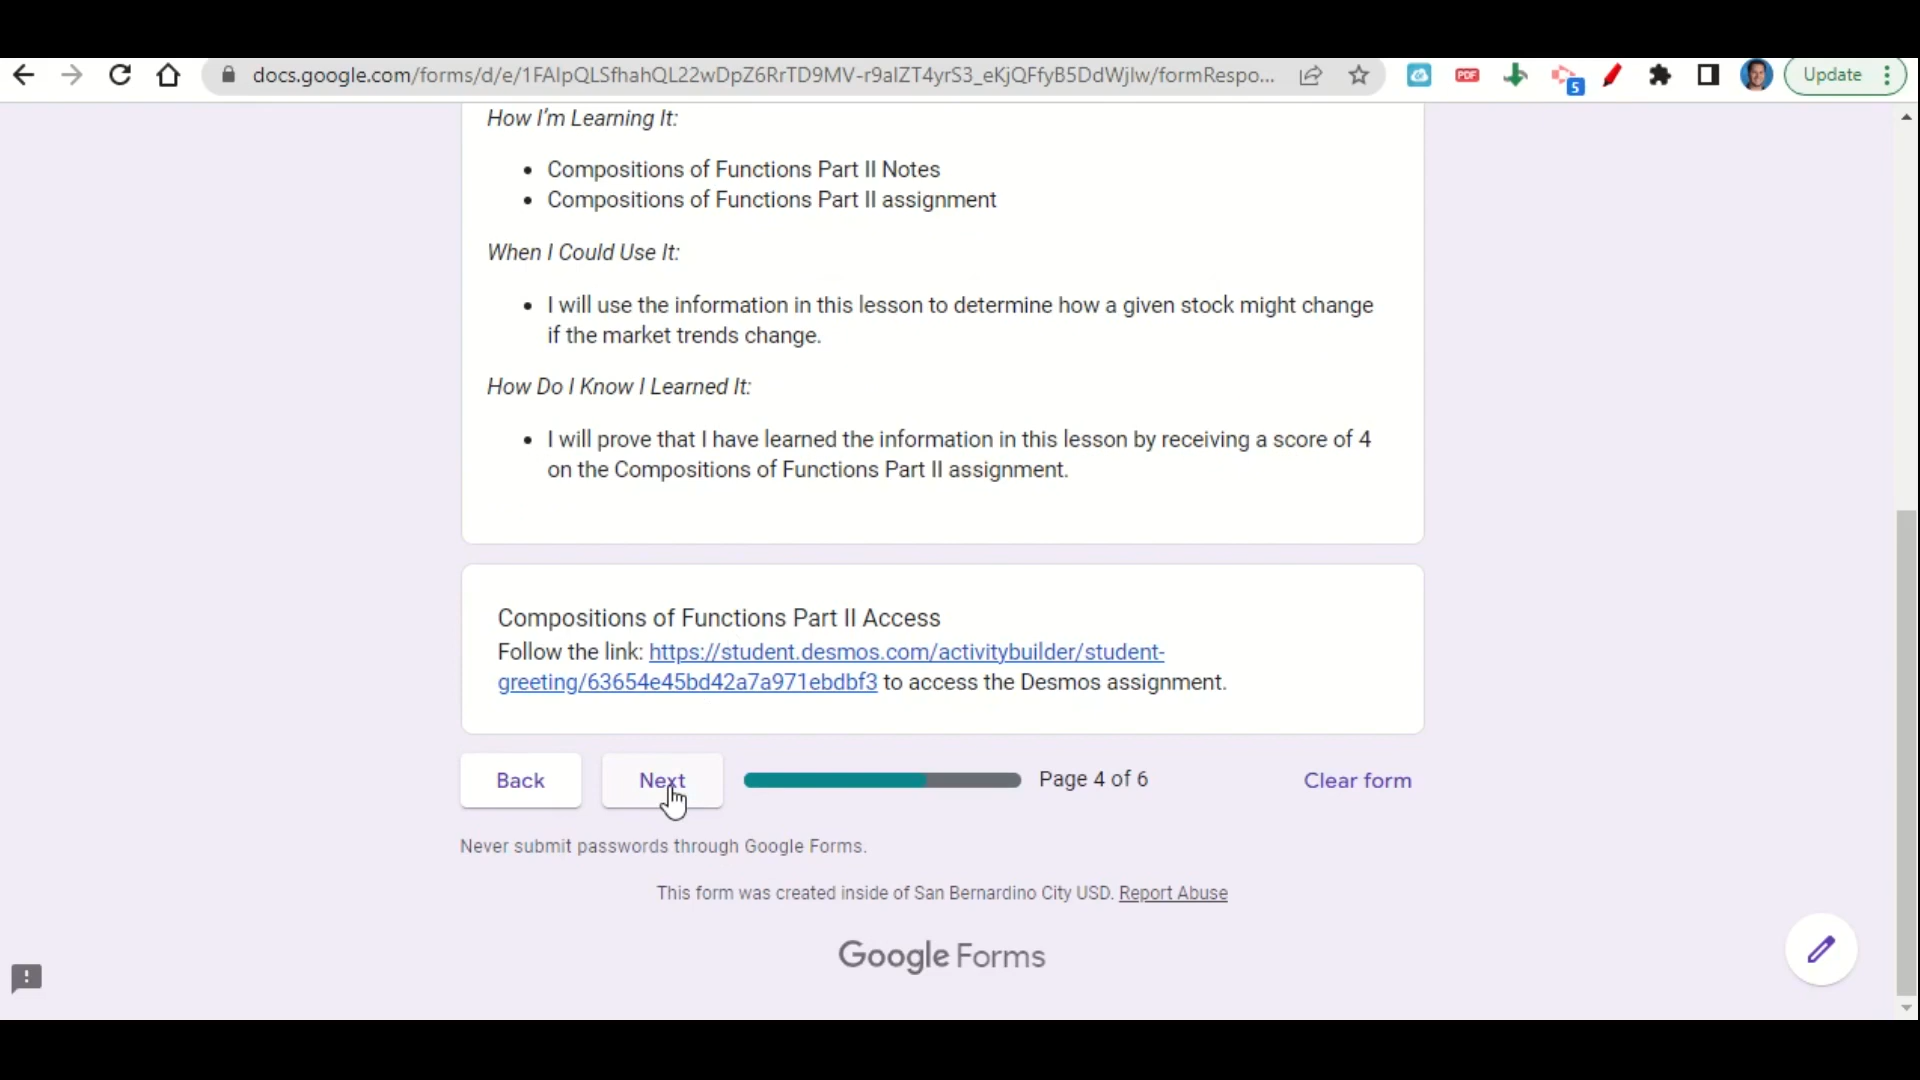 docs.google.com/forms/d/e/1FAIpQLSfhahQL22wDpZ6RrTD9MV-r9aIZT4yrS3_eKjQFfyB5DdWjlw/formRespo...
PDF
5
Update
How I'm Learning It:
Compositions of Functions Part II Notes
Compositions of Functions Part II assignment
When I Could Use It:
I will use the information in this lesson to determine how a given stock might change
if the market trends change.
How Do I Know I Learned It:
I will prove that I have learned the information in this lesson by receiving a score of 4
on the Compositions of Functions Part II assignment.
Compositions of Functions Part II Access
Follow the link: https://student.desmos.com/activitybuilder/student-
greeting/63654e45bd42a7a971ebdbf3 to access the Desmos assignment.
Back
Next
Page 4 of 6
Clear form
Never submit passwords through Google Forms.
This form was created inside of San Bernardino City USD. Report Abuse
Google Forms